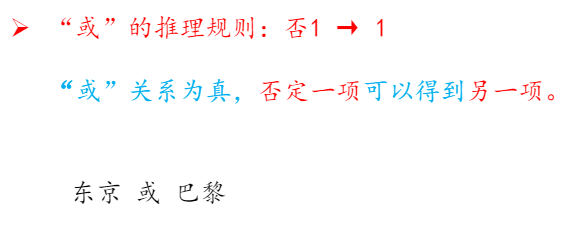 ➤ “或”的推理规则：否1 → 1
“或”关系为真，否定一项可以得到另一项。
东京 或 巴黎